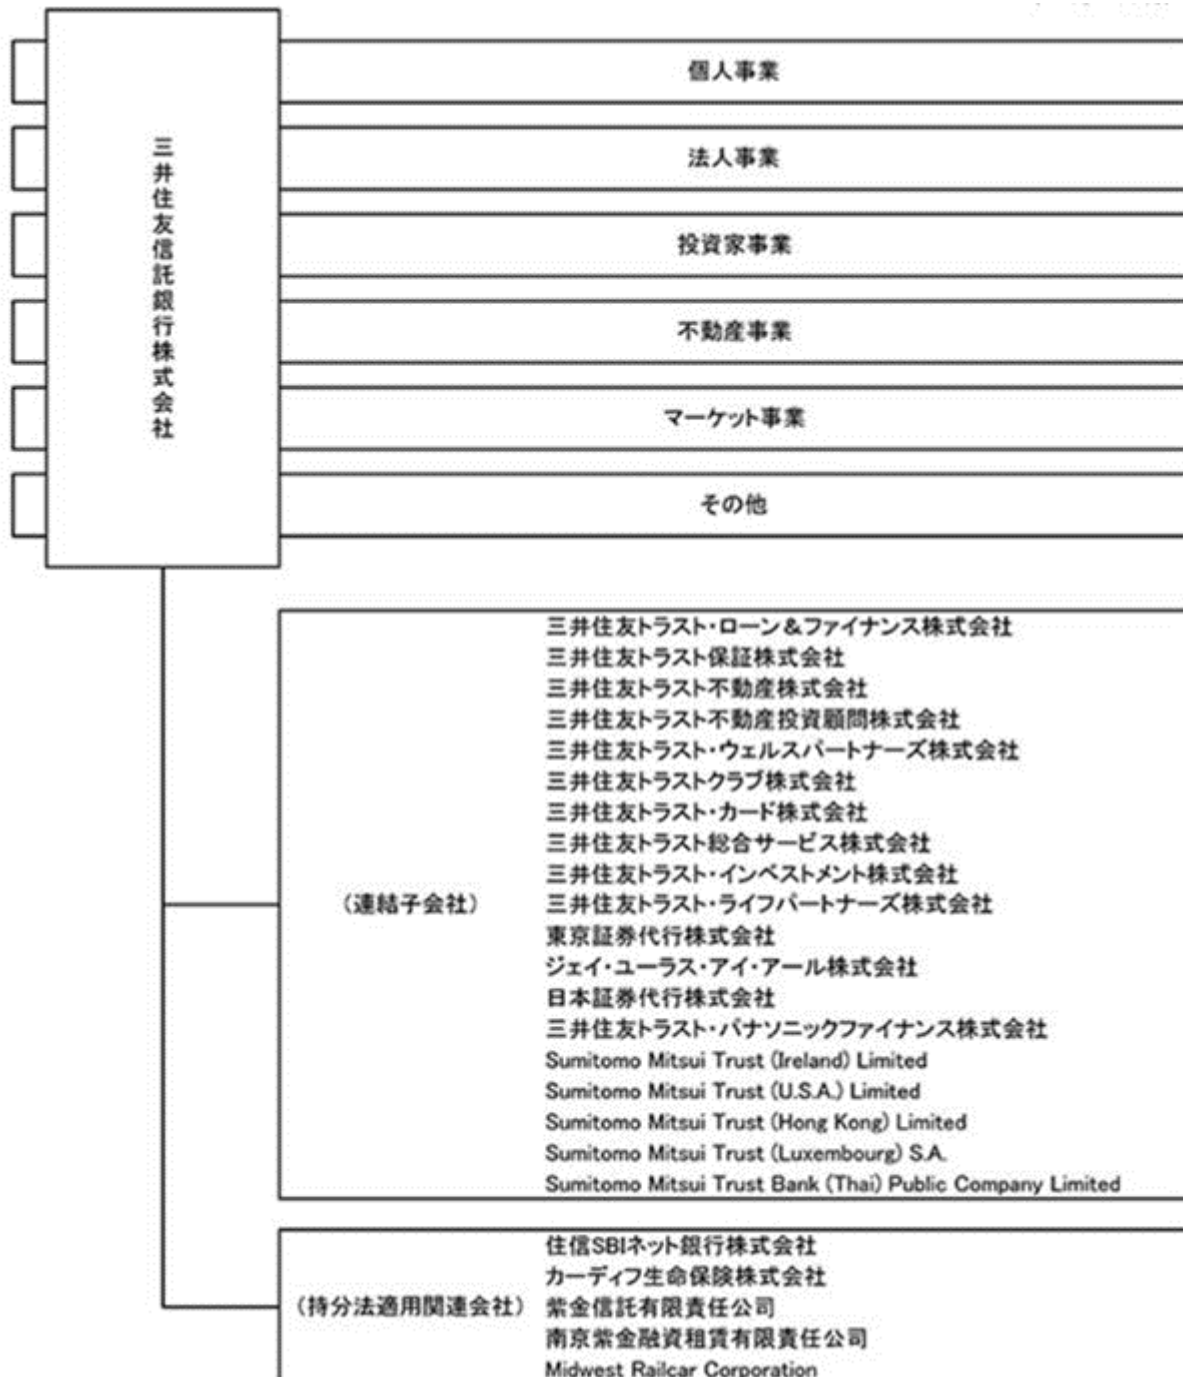 三井住友信託銀行株式会社
個人事業
法人事業
投資家事業
不動産事業
マーケット事業
その他
(連結子会社)
三井住友トラスト・ローン&ファイナンス株式会社
三井住友トラスト保証株式会社
三井住友トラスト不動産株式会社
三井住友トラスト不動産投資顧問株式会社
三井住友トラスト・ウェルスパートナーズ株式会社
三井住友トラストクラブ株式会社
三井住友トラスト・カード株式会社
三井住友トラスト総合サービス株式会社
三井住友トラスト・インベストメント株式会社
三井住友トラスト・ライフパートナーズ株式会社
東京証券代行株式会社
ジェイ・ユーラス・アイ・アール株式会社
日本証券代行株式会社
三井住友トラスト・パナソニックファイナンス株式会社
Sumitomo Mitsui Trust (Ireland) Limited
Sumitomo Mitsui Trust (U.S.A.) Limited
Sumitomo Mitsui Trust (Hong Kong) Limited
Sumitomo Mitsui Trust (Luxembourg) S.A.
Sumitomo Mitsui Trust Bank (Thai) Public Company Limited
(持分法適用関連会社)
住信SBIネット銀行株式会社
カーディフ生命保険株式会社
紫金信託有限責任公司
南京紫金融資租賃有限責任公司
Midwest Railcar Corporation